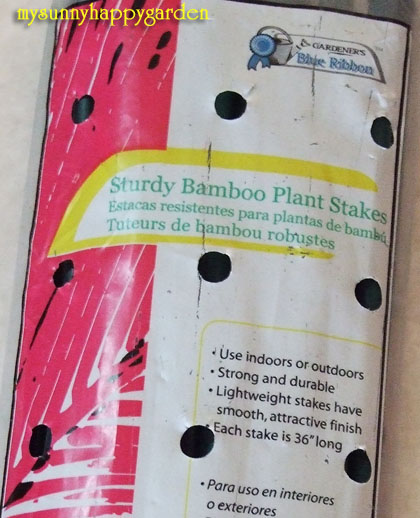 mysunnyhappygarden
GARDENER'S
Blue Ribbon
Sturdy Bamboo Plant Stakes
Estacas resistentes para plantas de bambú
Tuteurs de bambou robustes
• Use indoors or outdoors
• Strong and durable
• Lightweight stakes have
smooth, attractive finish
• Each stake is 36" long
• Para uso en interiores
o exteriores